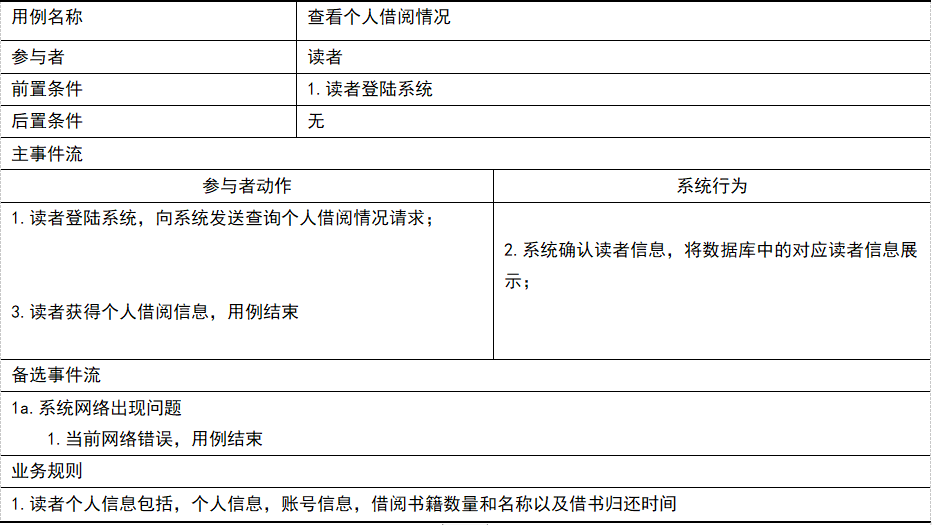 用例名称 查看个人借阅情况
参与者 读者
前置条件 1.读者登陆系统
后置条件 无
主事件流
参与者动作 系统行为
1.读者登陆系统，向系统发送查询个人借阅情况请求；
2.系统确认读者信息，将数据库中的对应读者信息展
示；
3.读者获得个人借阅信息，用例结束
备选事件流
1a.系统网络出现问题
1.当前网络错误，用例结束
业务规则
1.读者个人信息包括，个人信息，账号信息，借阅书籍数量和名称以及借书归还时间